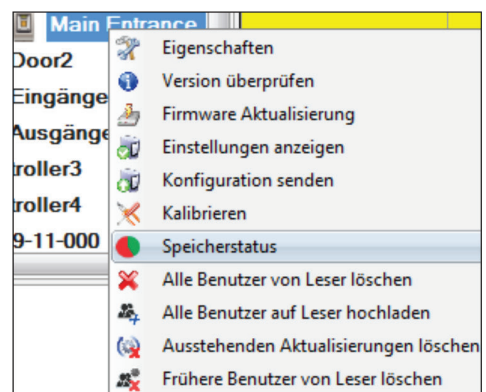 Main Entrance
Door2
Eingänge
Ausgänge
troller3
troller4
9-11-000
Eigenschaften
Version überprüfen
Firmware Aktualisierung
Einstellungen anzeigen
Konfiguration senden
Kalibrieren
Speicherstatus
Alle Benutzer von Leser löschen
Alle Benutzer auf Leser hochladen
Ausstehenden Aktualisierungen löschen
Frühere Benutzer von Leser löschen